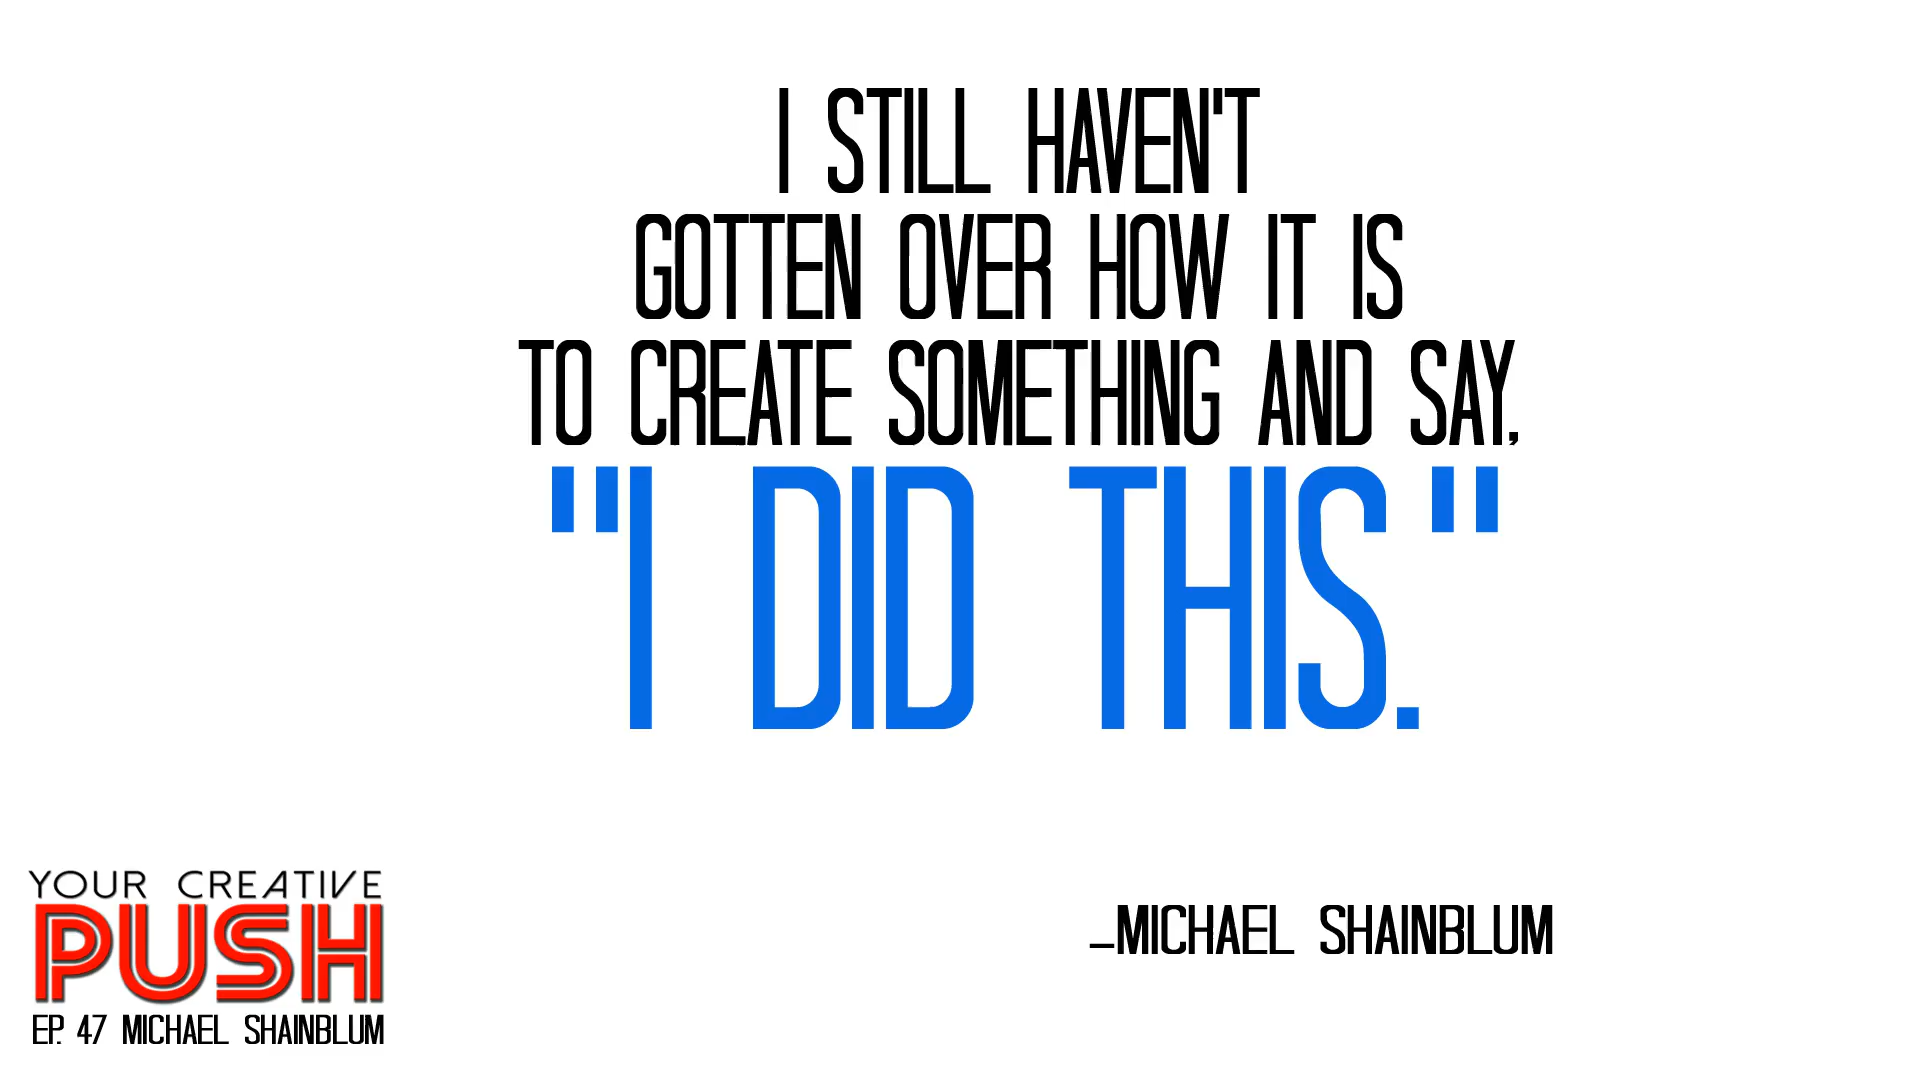 I STILL HAVEN'T
GOTTEN OVER HOW IT IS
TO CREATE SOMETHING AND SAY,
"I DID THIS."
–MICHAEL SHAINBLUM
YOUR CREATIVE
PUSH
EP. 47 MICHAEL SHAINBLUM